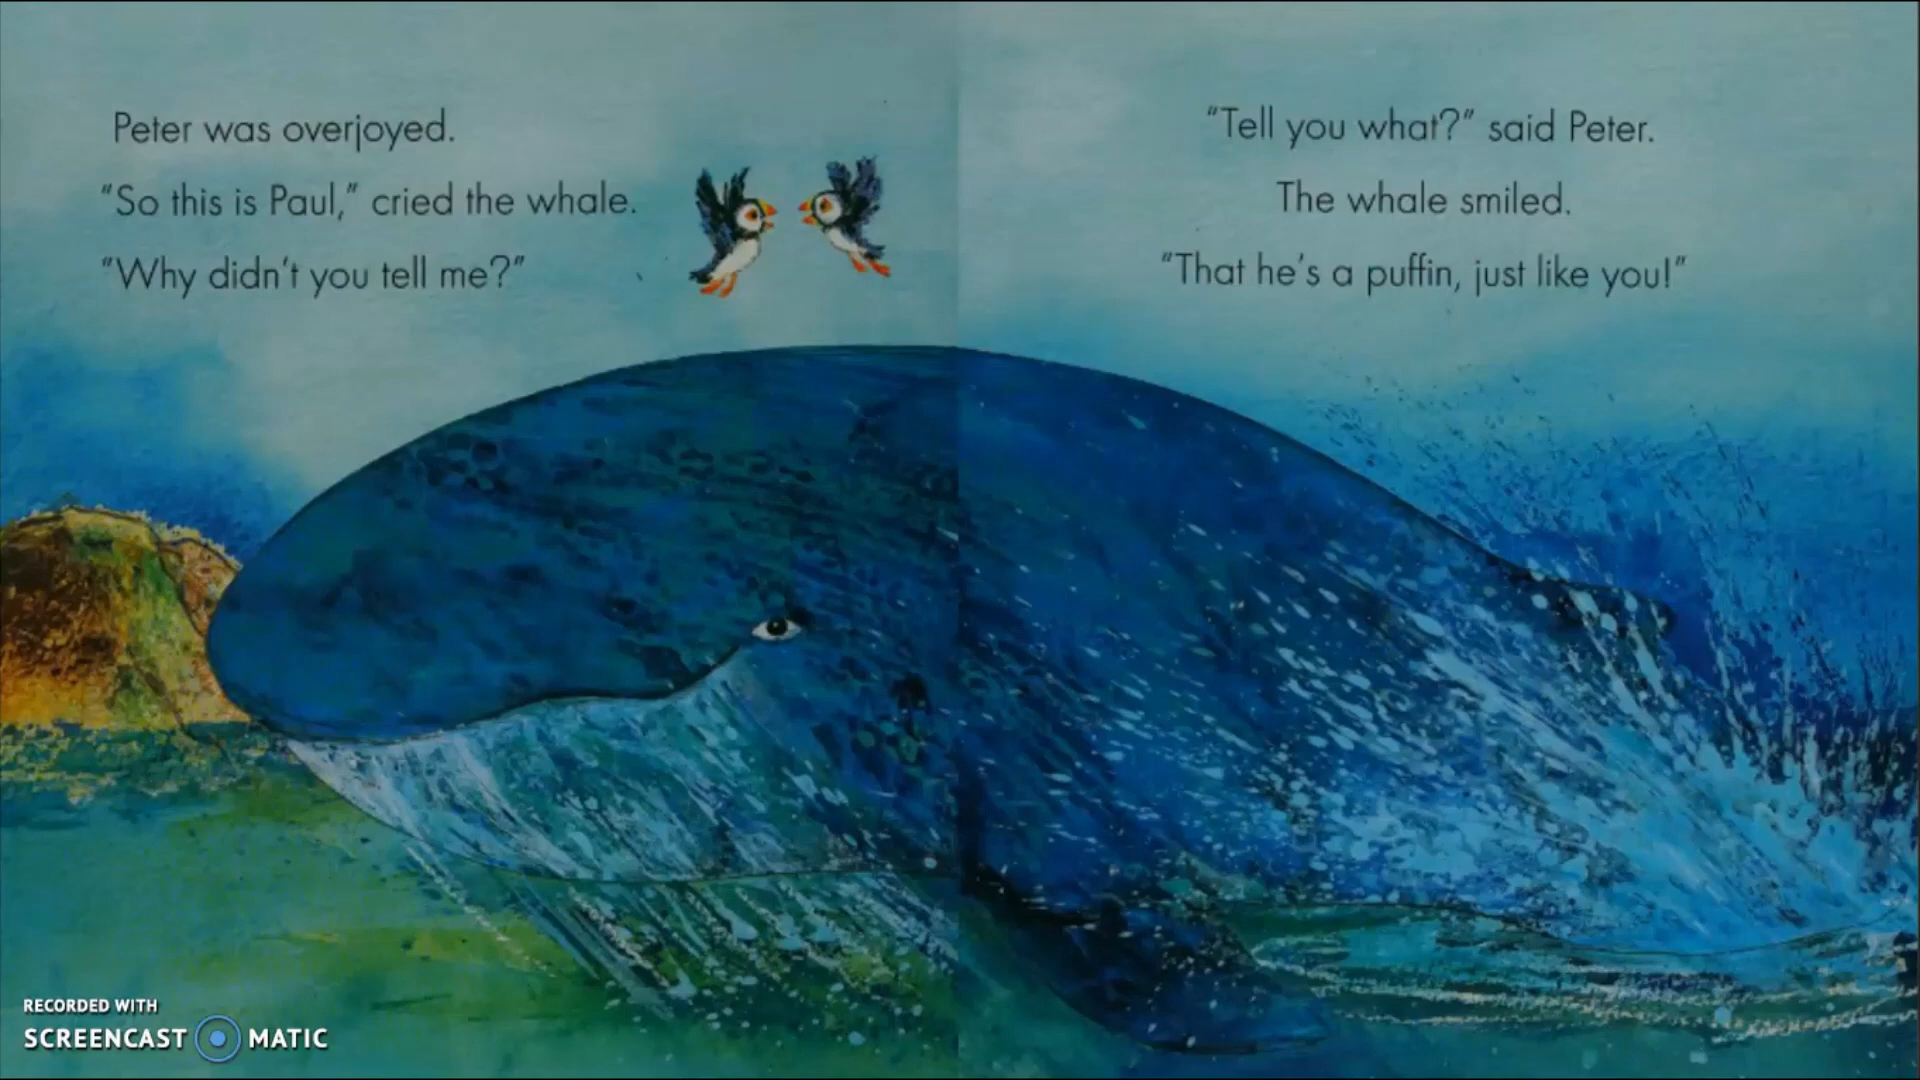 Peter was overjoyed.
"So this is Paul," cried the whale.
"Why didn't you tell me?"
"Tell you what?" said Peter.
The whale smiled.
"That he's a puffin, just like you!"
RECORDED WITH
SCREENCAST MATIC